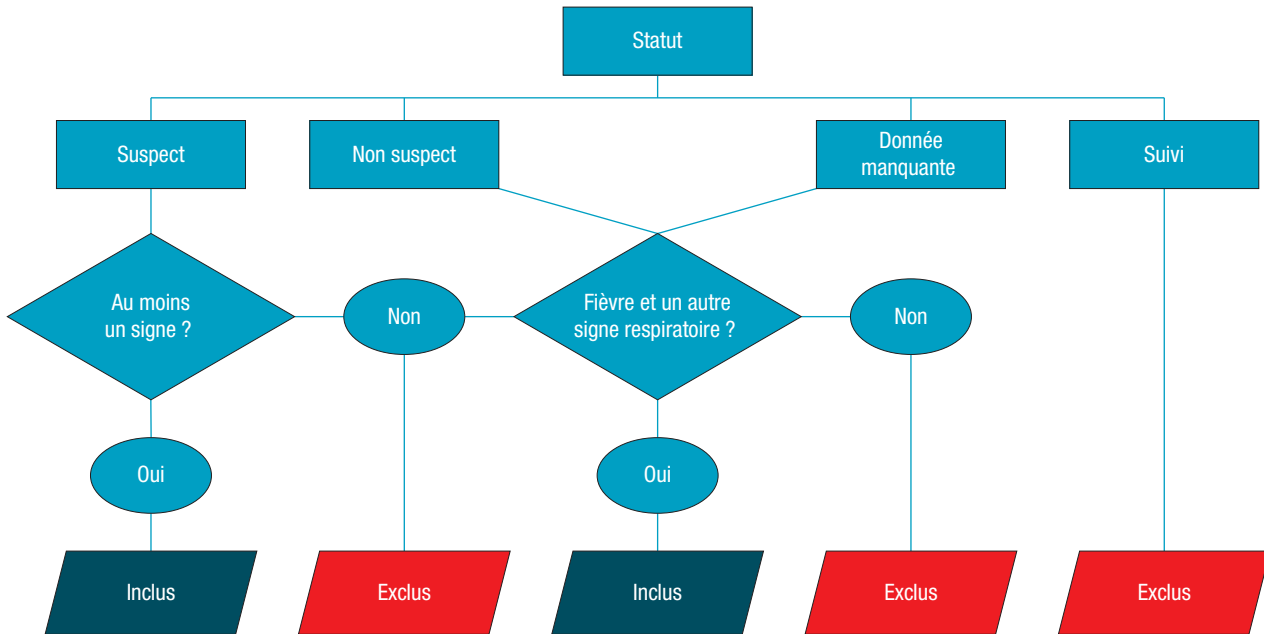 Statut
Suspect
Non suspect
Donnée
manquante
Suivi
Au moins
un signe ?
Non
Fièvre et un autre
signe respiratoire ?
Non
Oui
Oui
Inclus
Exclus
Inclus
Exclus
Exclus